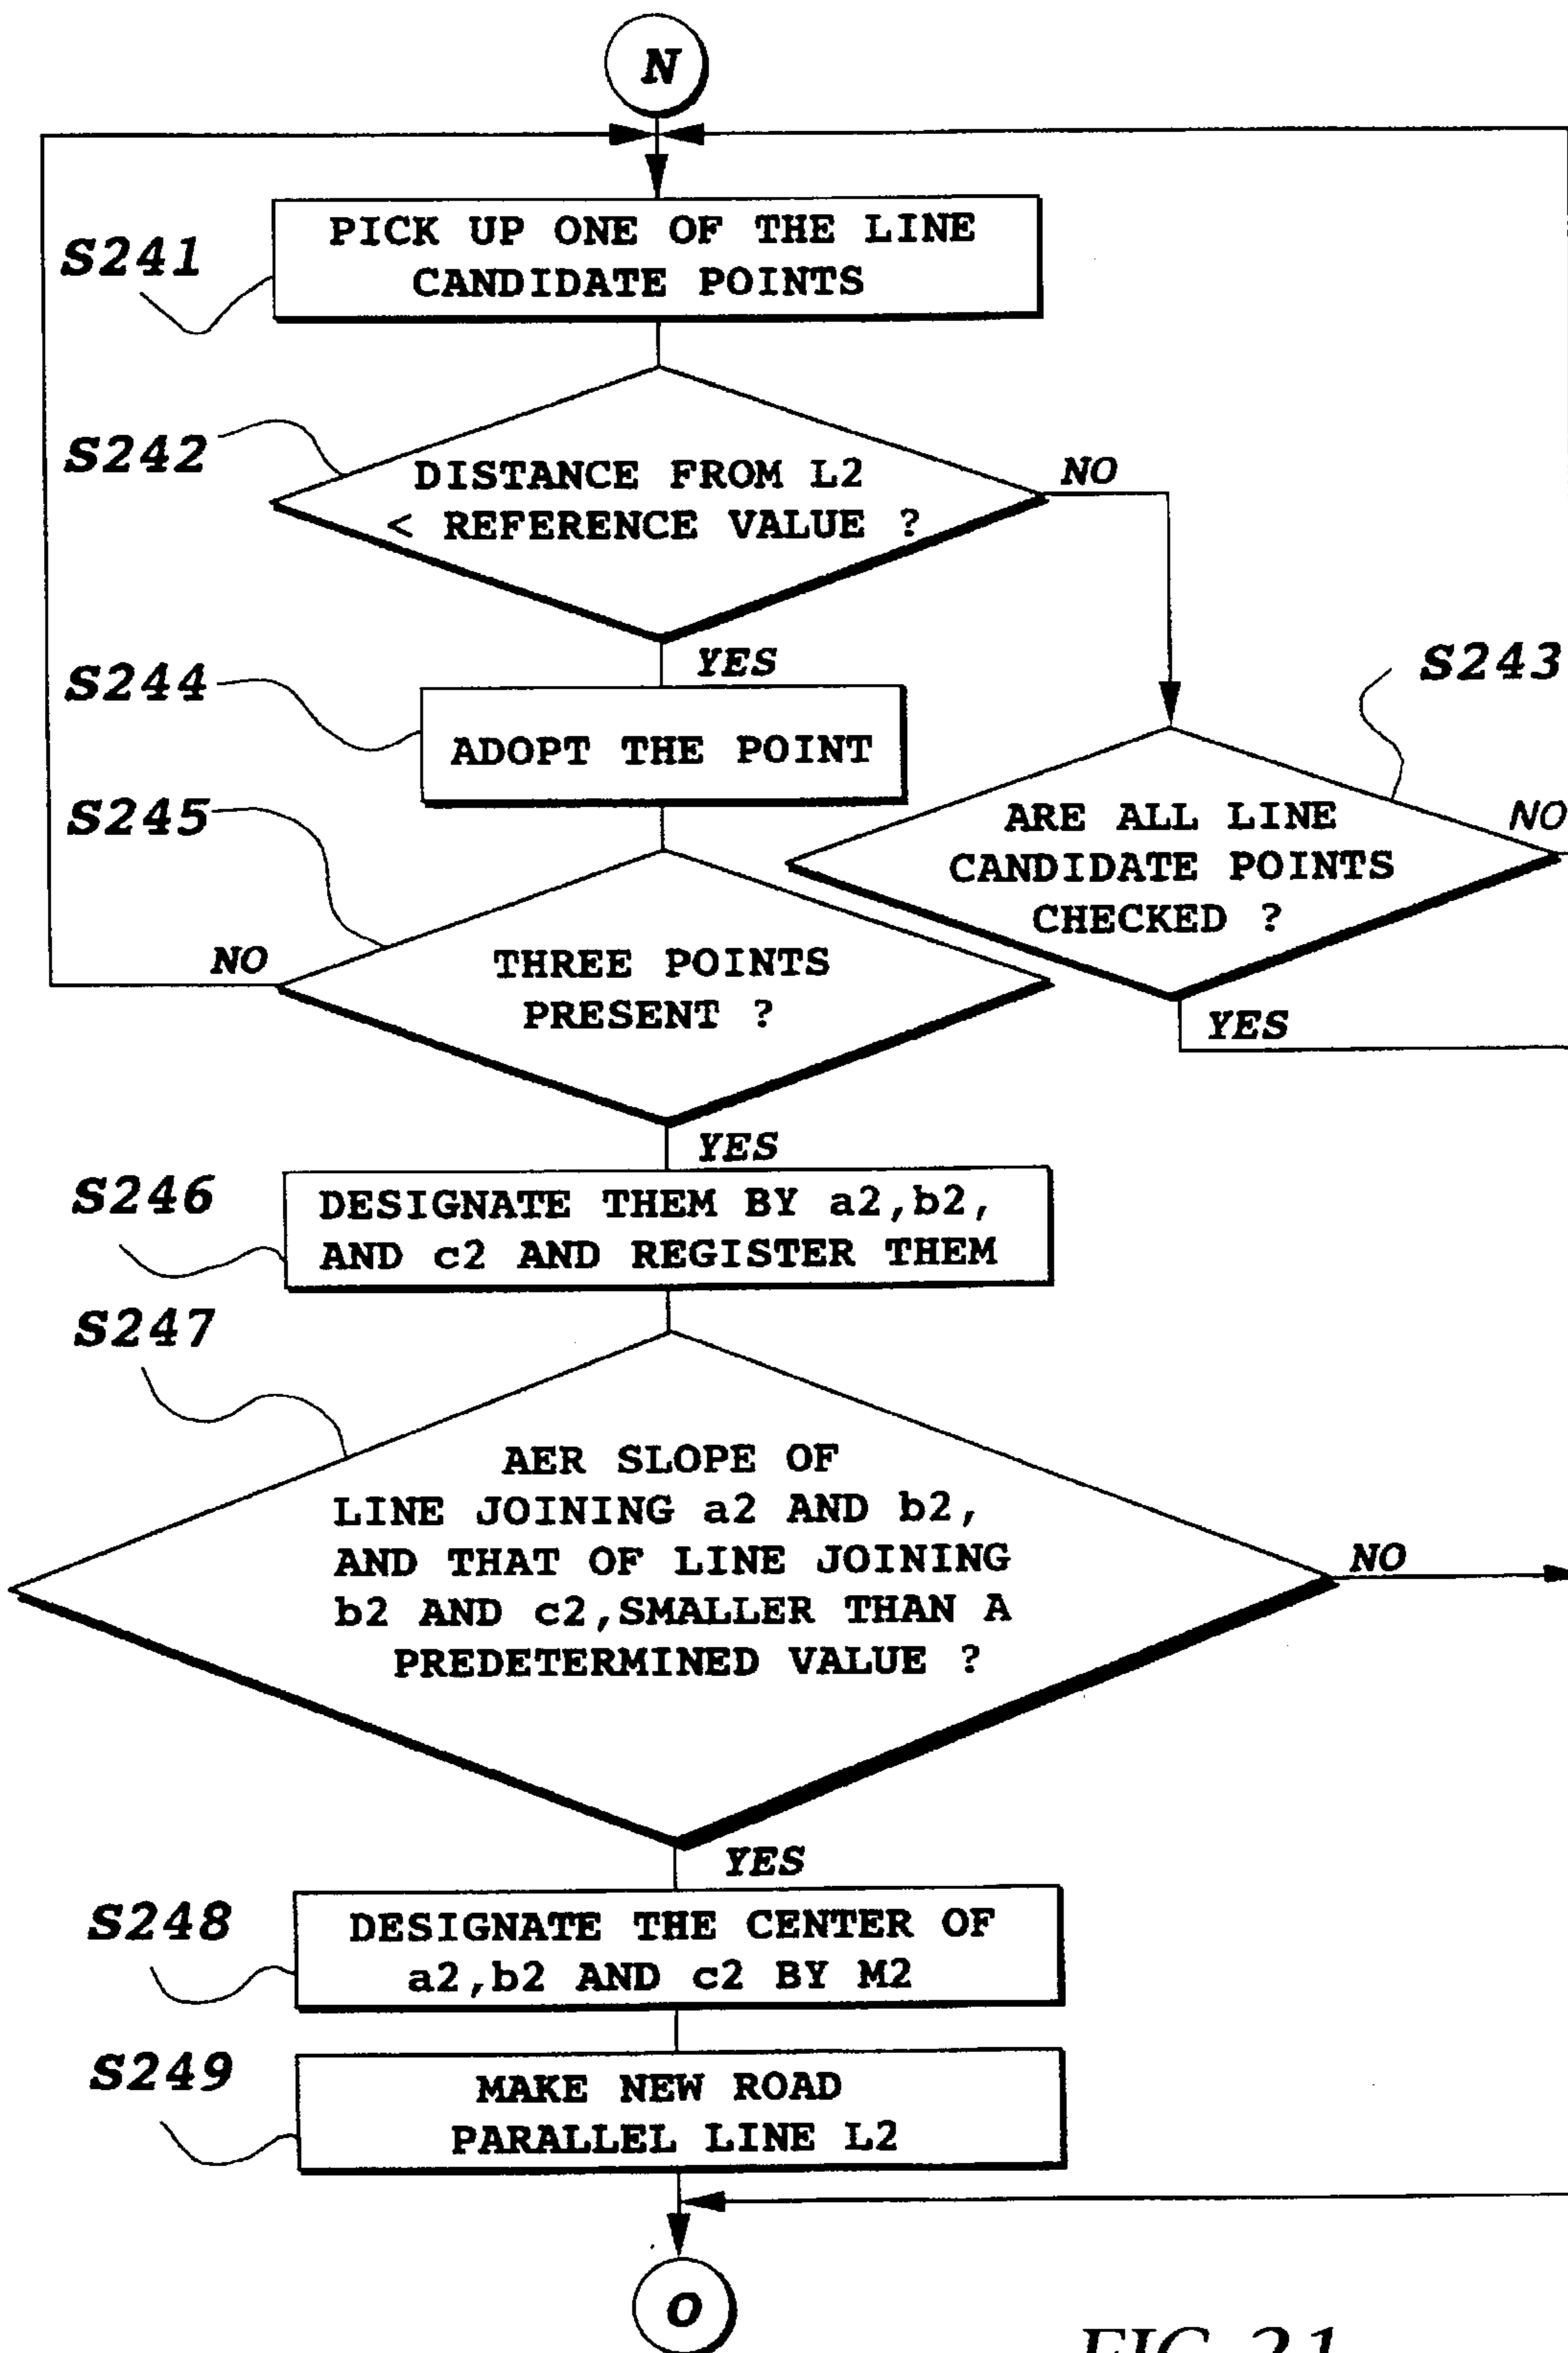 N
S241
PICK UP ONE OF THE LINE
CANDIDATE POINTS
S242
DISTANCE FROM L2
< REFERENCE VALUE ?
NO
YES
S244
ADOPT THE POINT
S243
ARE ALL LINE
CANDIDATE POINTS
CHECKED ?
NO
YES
S245
THREE POINTS
PRESENT ?
NO
YES
S246
DESIGNATE THEM BY a2,b2,
AND c2 AND REGISTER THEM
S247
AER SLOPE OF
LINE JOINING a2 AND b2,
AND THAT OF LINE JOINING
b2 AND c2,SMALLER THAN A
PREDETERMINED VALUE ?
NO
YES
S248
DESIGNATE THE CENTER OF
a2,b2 AND c2 BY M2
S249
MAKE NEW ROAD
PARALLEL LINE L2
O
FIG. 21